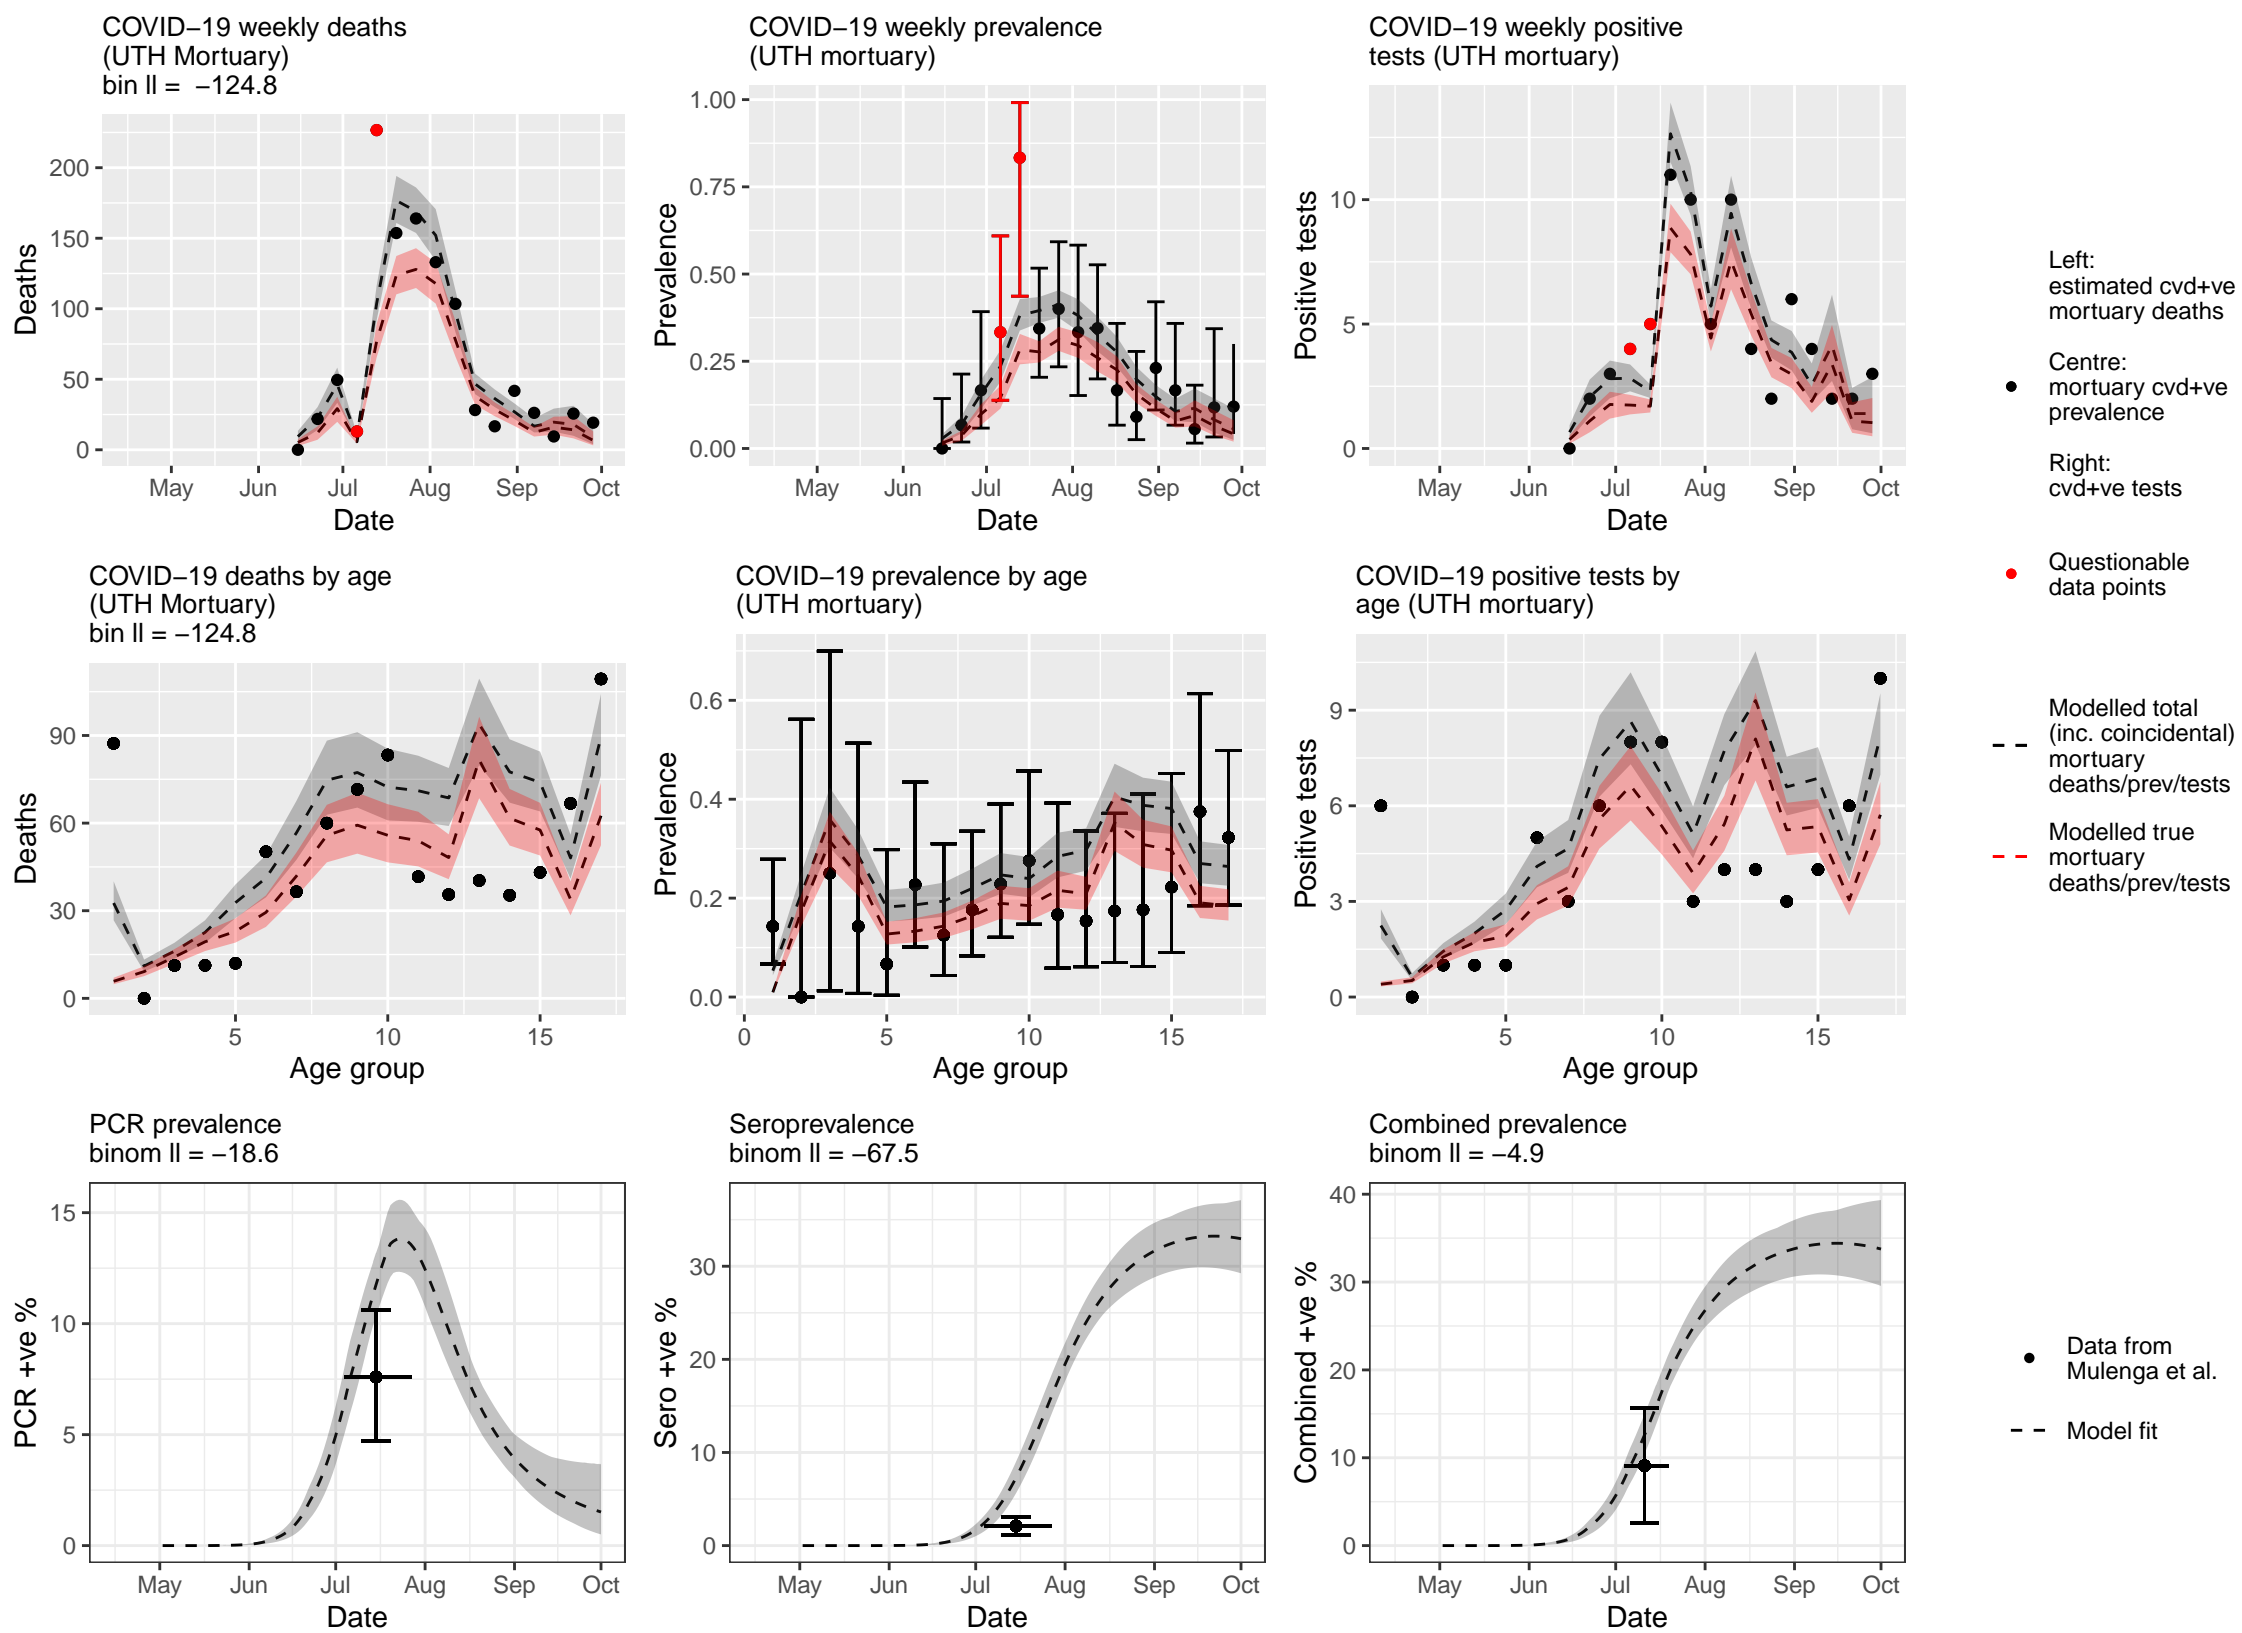 COVID−19 weekly deaths
(UTH Mortuary)
bin ll =  −124.8
200
150
100
50
0
Deaths
May Jun Jul Aug Sep Oct
Date
COVID−19 weekly prevalence
(UTH mortuary)
1.00
0.75
0.50
0.25
0.00
Prevalence
May Jun Jul Aug Sep Oct
Date
COVID−19 weekly positive
tests (UTH mortuary)
10
5
0
Positive tests
May Jun Jul Aug Sep Oct
Date
Left:
estimated cvd+ve
mortuary deaths
Centre:
mortuary cvd+ve
prevalence
Right:
cvd+ve tests
Questionable
data points
COVID−19 deaths by age
(UTH Mortuary)
bin ll = −124.8
90
60
30
0
Deaths
5 10 15
Age group
COVID−19 prevalence by age
(UTH mortuary)
0.6
0.4
0.2
0.0
Prevalence
0 5 10 15
Age group
COVID−19 positive tests by
age (UTH mortuary)
9
6
3
0
Positive tests
5 10 15
Age group
Modelled total
(inc. coincidental)
mortuary
deaths/prev/tests
Modelled true
mortuary
deaths/prev/tests
PCR prevalence
binom ll = −18.6
15
10
5
0
PCR +ve %
May Jun Jul Aug Sep Oct
Date
Seroprevalence
binom ll = −67.5
30
20
10
0
Sero +ve %
May Jun Jul Aug Sep Oct
Date
Combined prevalence
binom ll = −4.9
40
30
20
10
0
Combined +ve %
May Jun Jul Aug Sep Oct
Date
Data from
Mulenga et al.
Model fit